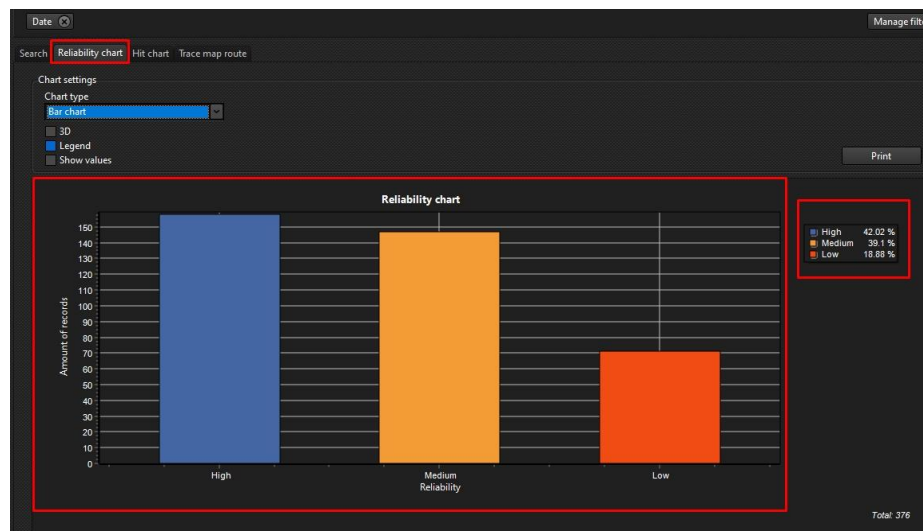 Date
Manage filte
Search Reliability chart Hit chart Trace map route
Chart settings
Chart type
Bar chart
3D
Legend
Show values
Print
Reliability chart
High 42.02 %
Medium 39.1 %
Low 18.88 %
150
140
130
120
110
100
90
80
70
60
50
40
30
20
10
0
Amount of records
High Medium Low
Reliability
Total: 376